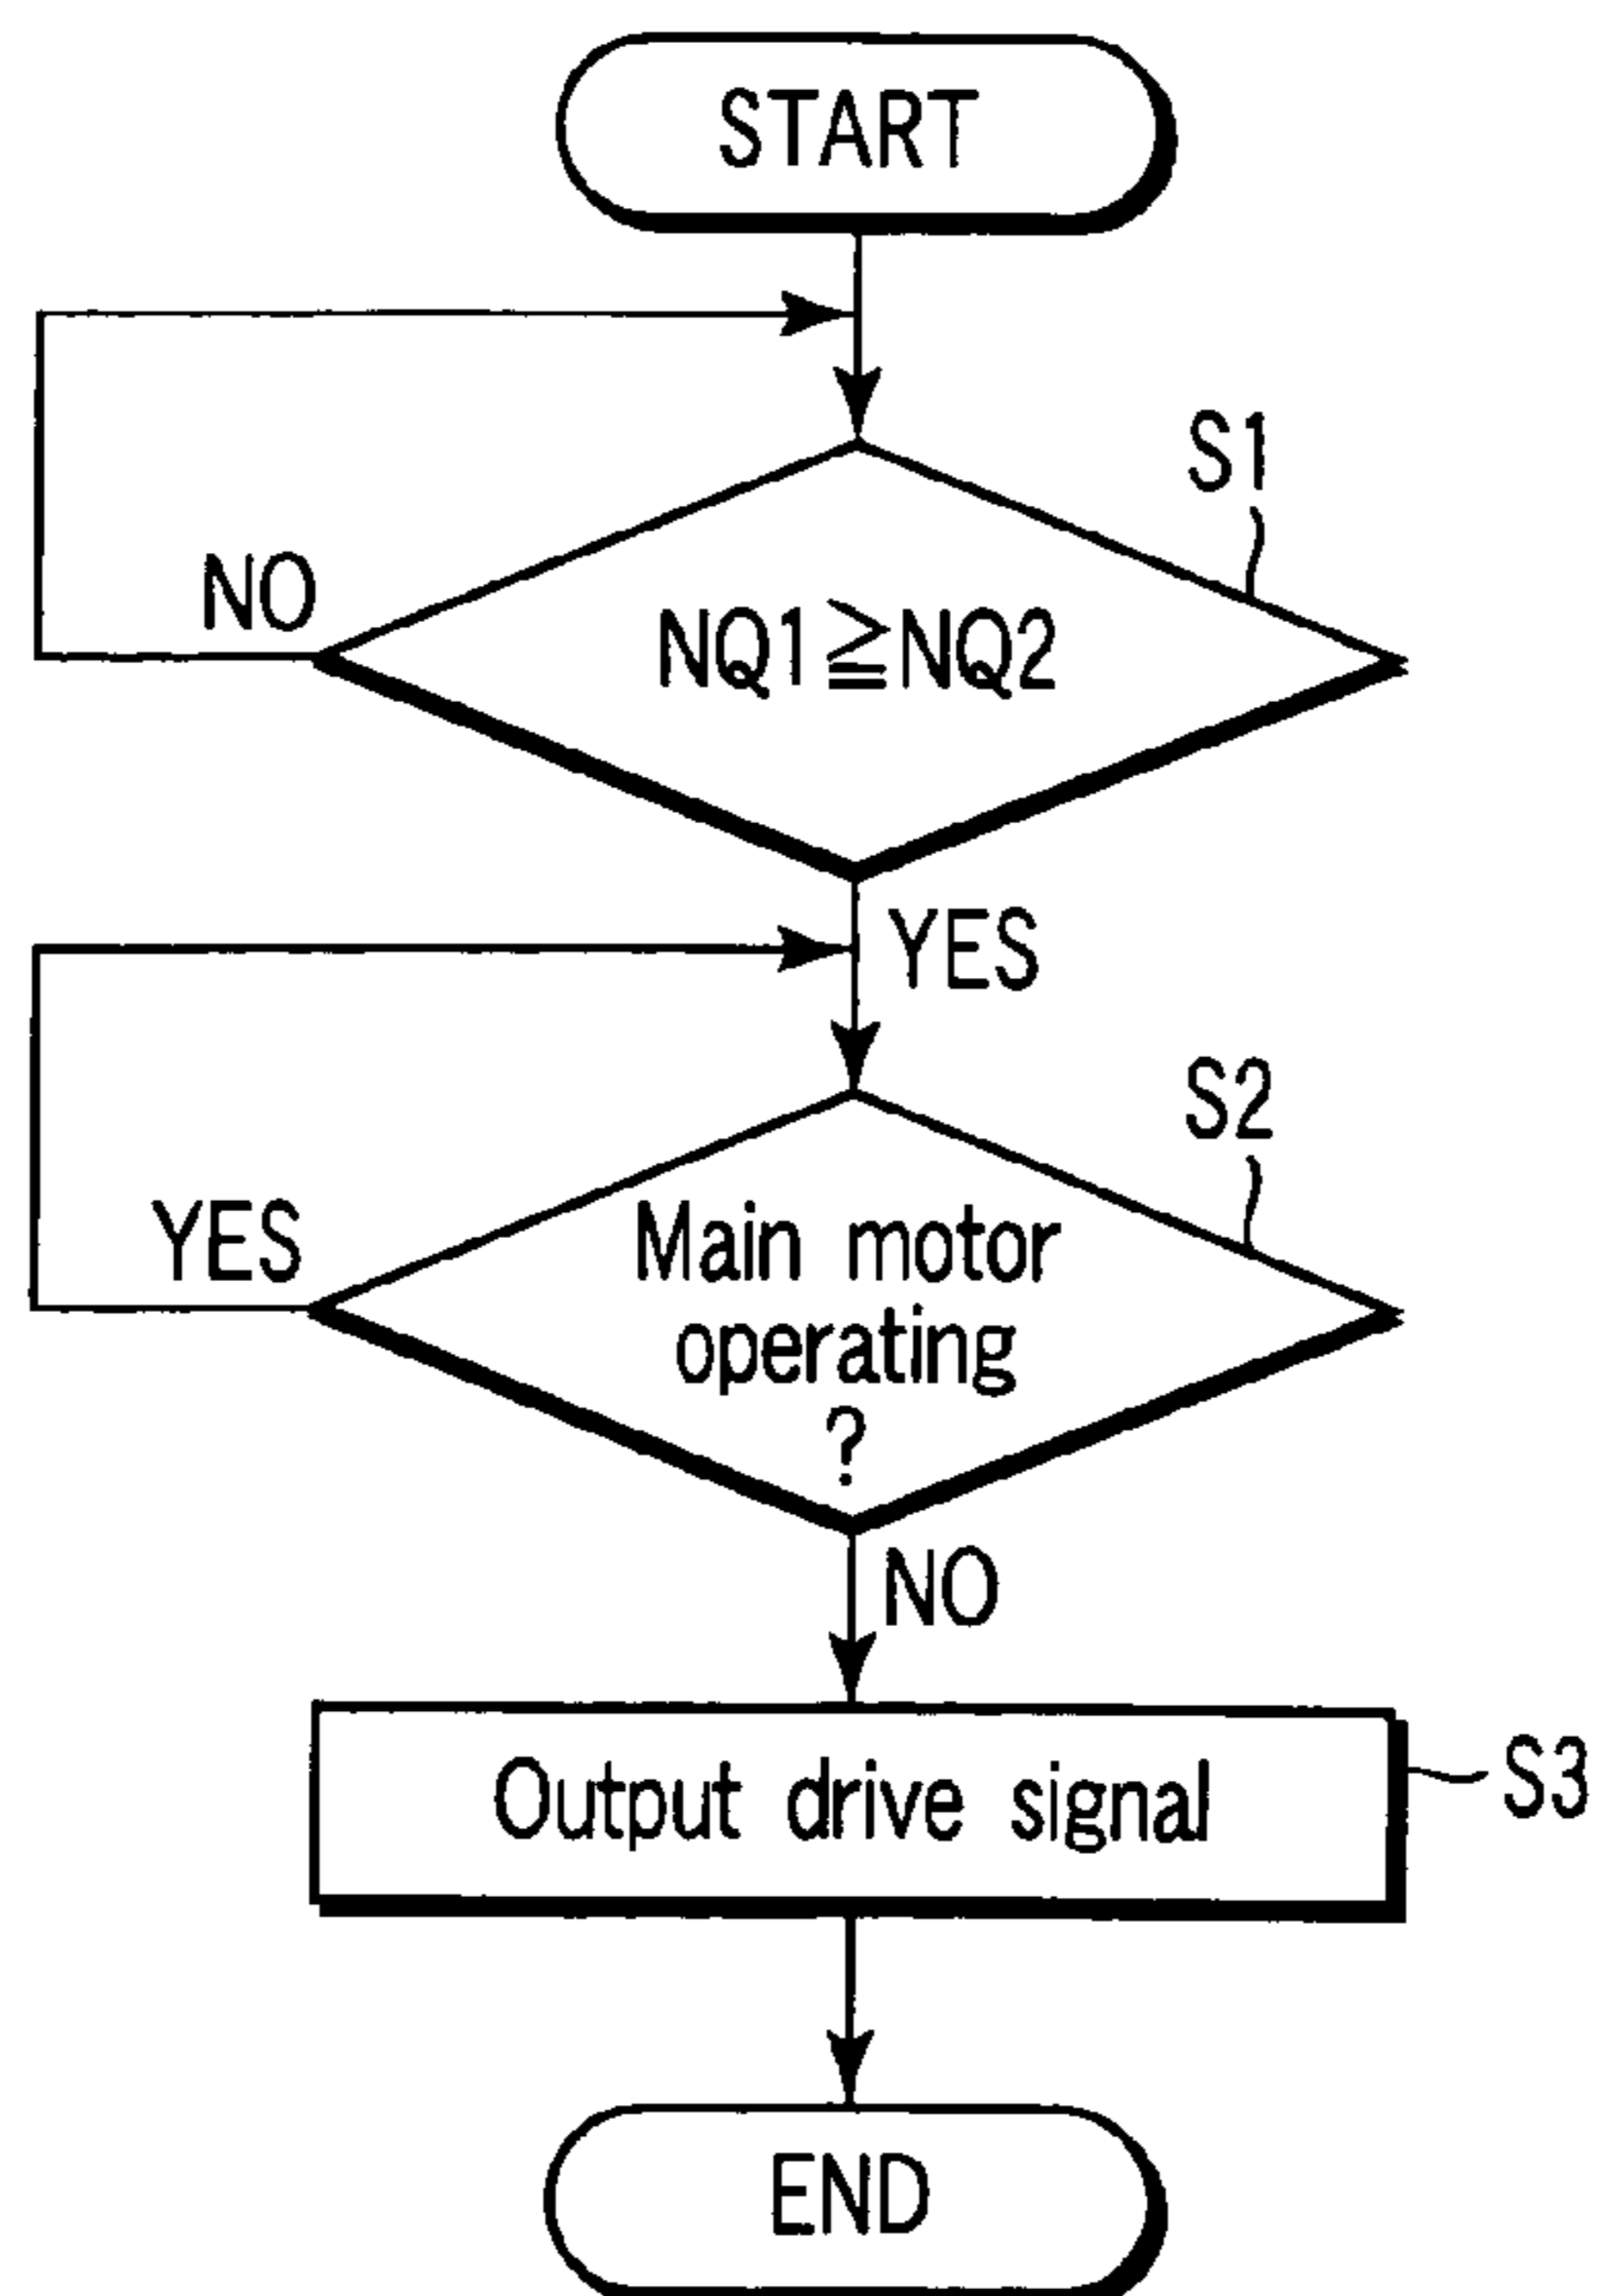 START
S1
NO
NQ1≧NQ2
YES
S2
YES
Main motor
operating
?
NO
Output drive signal
S3
END